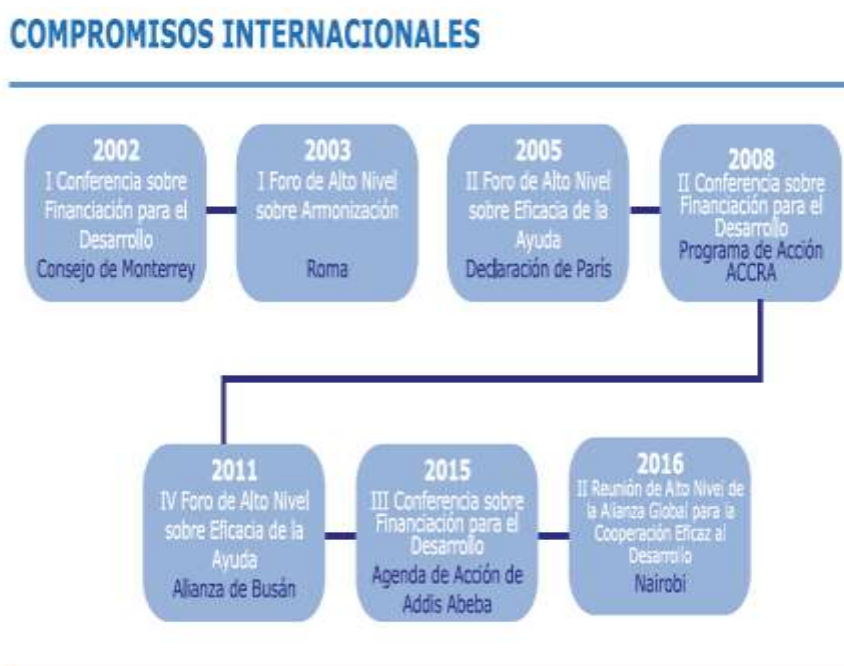 COMPROMISOS INTERNACIONALES
2002
I Conferencia sobre
Financiación para el
Desarrollo
Consejo de Monterrey
2003
I Foro de Alto Nivel
sobre Armonización
Roma
2005
II Foro de Alto Nivel
sobre Eficacia de la
Ayuda
Declaración de París
2008
II Conferencia sobre
Financiación para el
Desarrollo
Programa de Acción
ACCRA
2011
IV Foro de Alto Nivel
sobre Eficacia de la
Ayuda
Alianza de Busán
2015
III Conferencia sobre
Financiación para el
Desarrollo
Agenda de Acción de
Addis Abeba
2016
II Reunión de Alto Nivel de
la Alianza Global para la
Cooperación Eficaz al
Desarrollo
Nairobi